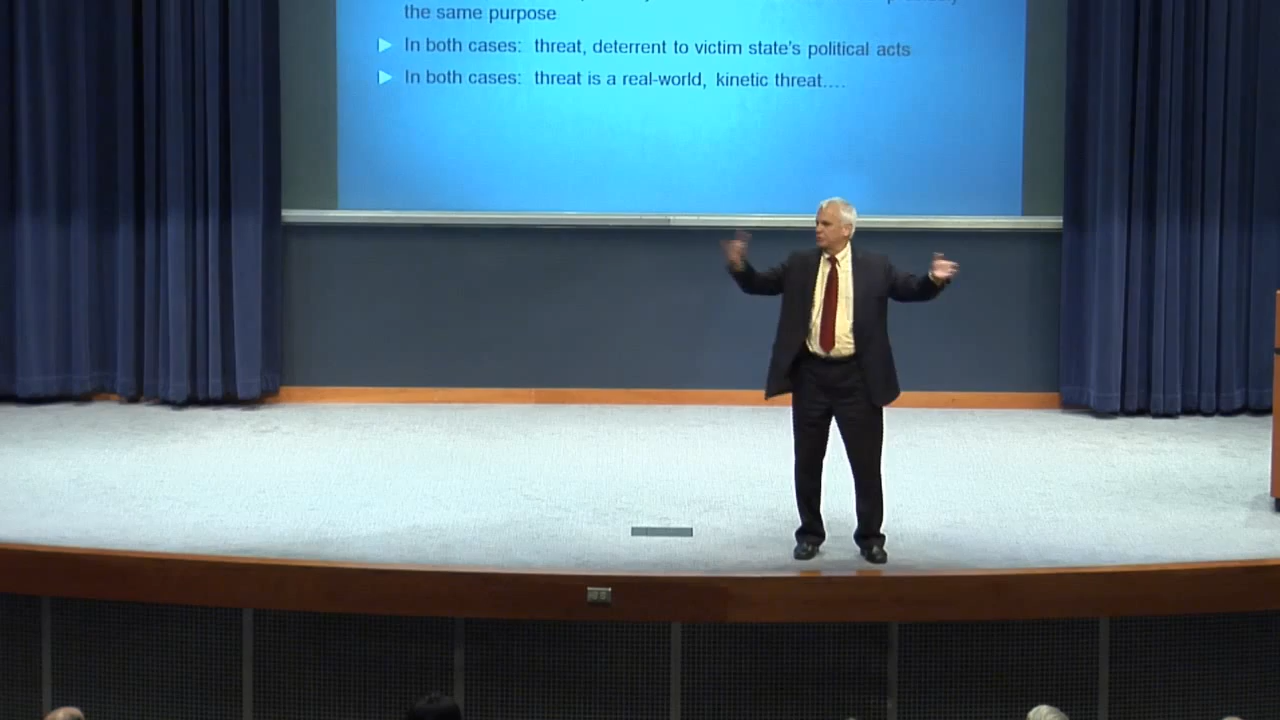 the same purpose
In both cases: threat, deterrent to victim state's political acts
In both cases: threat is a real-world, kinetic threat....